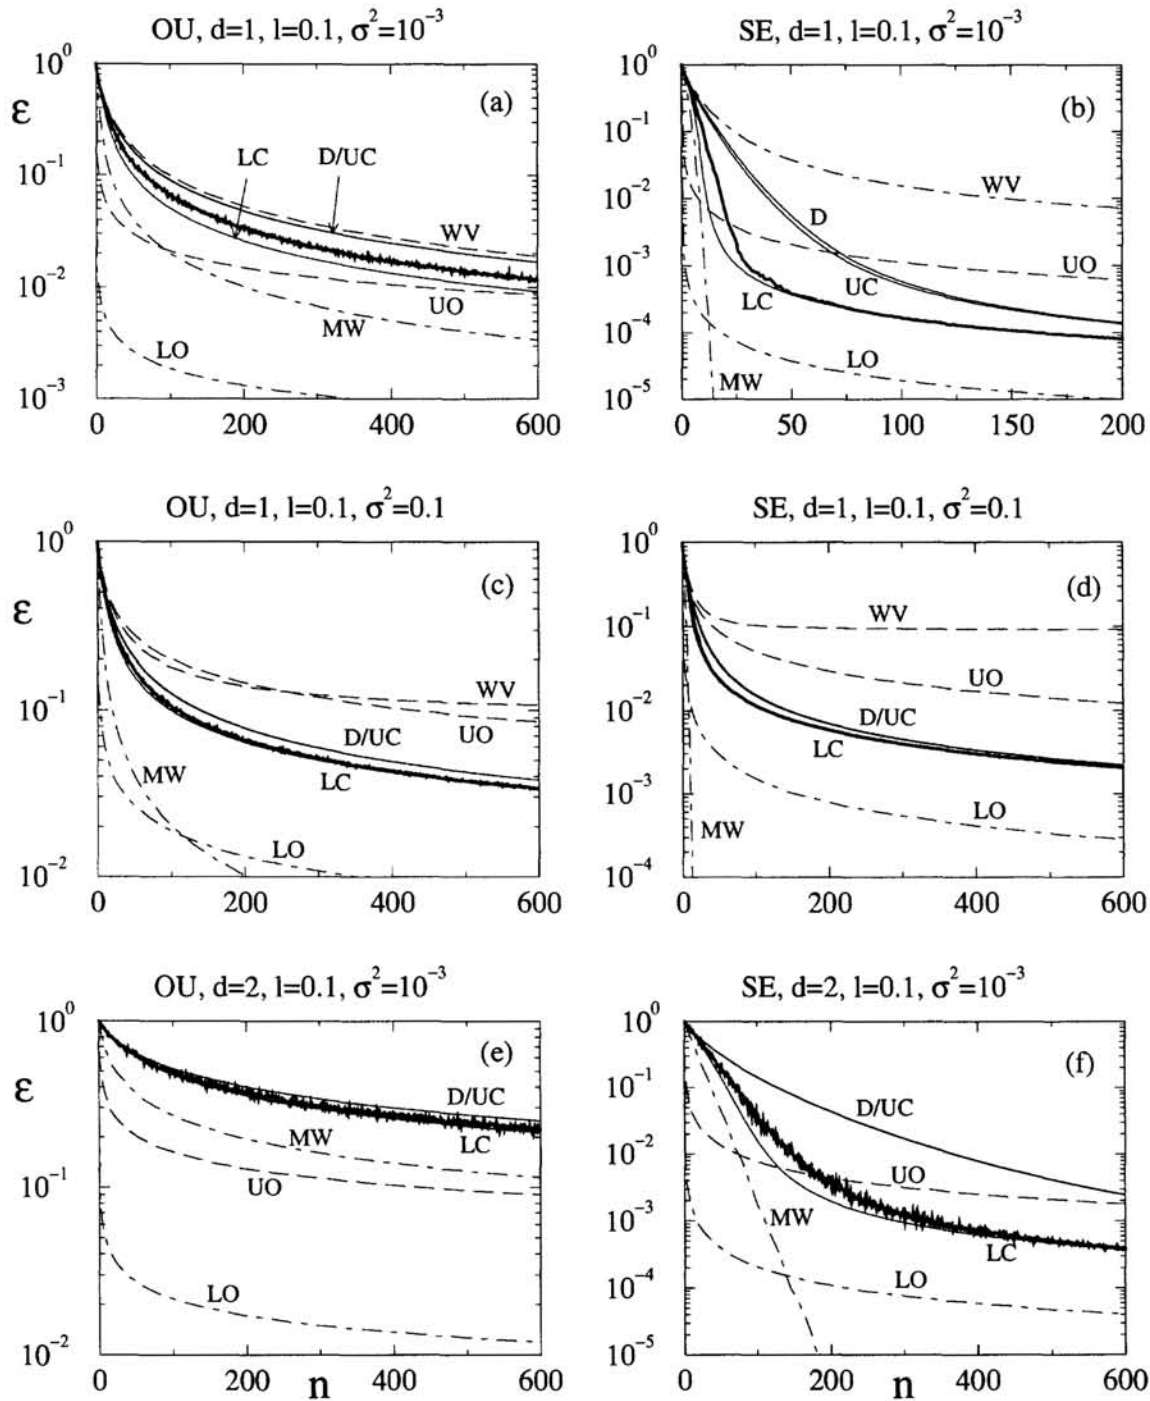 OU, d=1, l=0.1, σ²=10⁻³
(a)
ε
10⁰
10⁻¹
10⁻²
10⁻³
LC
D/UC
WV
UO
MW
LO
0
200
400
600
SE, d=1, l=0.1, σ²=10⁻³
(b)
10⁰
10⁻¹
10⁻²
10⁻³
10⁻⁴
10⁻⁵
WV
D
UO
UC
LC
LO
MW
0
50
100
150
200
OU, d=1, l=0.1, σ²=0.1
(c)
ε
10⁰
10⁻¹
10⁻²
WV
UO
D/UC
LC
MW
LO
0
200
400
600
SE, d=1, l=0.1, σ²=0.1
(d)
10⁰
10⁻¹
10⁻²
10⁻³
10⁻⁴
WV
UO
D/UC
LC
LO
MW
0
200
400
600
OU, d=2, l=0.1, σ²=10⁻³
(e)
ε
10⁰
10⁻¹
10⁻²
D/UC
LC
MW
UO
LO
0
200
400
600
n
SE, d=2, l=0.1, σ²=10⁻³
(f)
10⁰
10⁻¹
10⁻²
10⁻³
10⁻⁴
10⁻⁵
D/UC
UO
MW
LC
LO
0
200
400
600
n